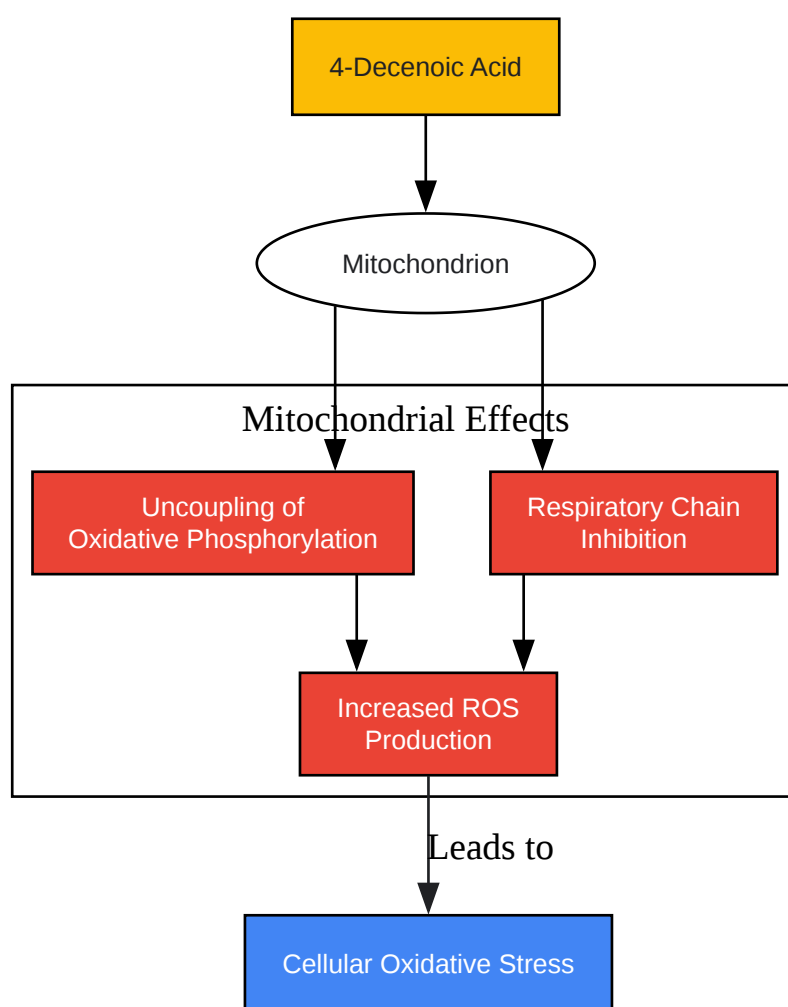 4-Decenoic Acid
Mitochondrion
Mitochondrial Effects
Uncoupling of
Oxidative Phosphorylation
Respiratory Chain
Inhibition
Increased ROS
Production
Leads to
Cellular Oxidative Stress